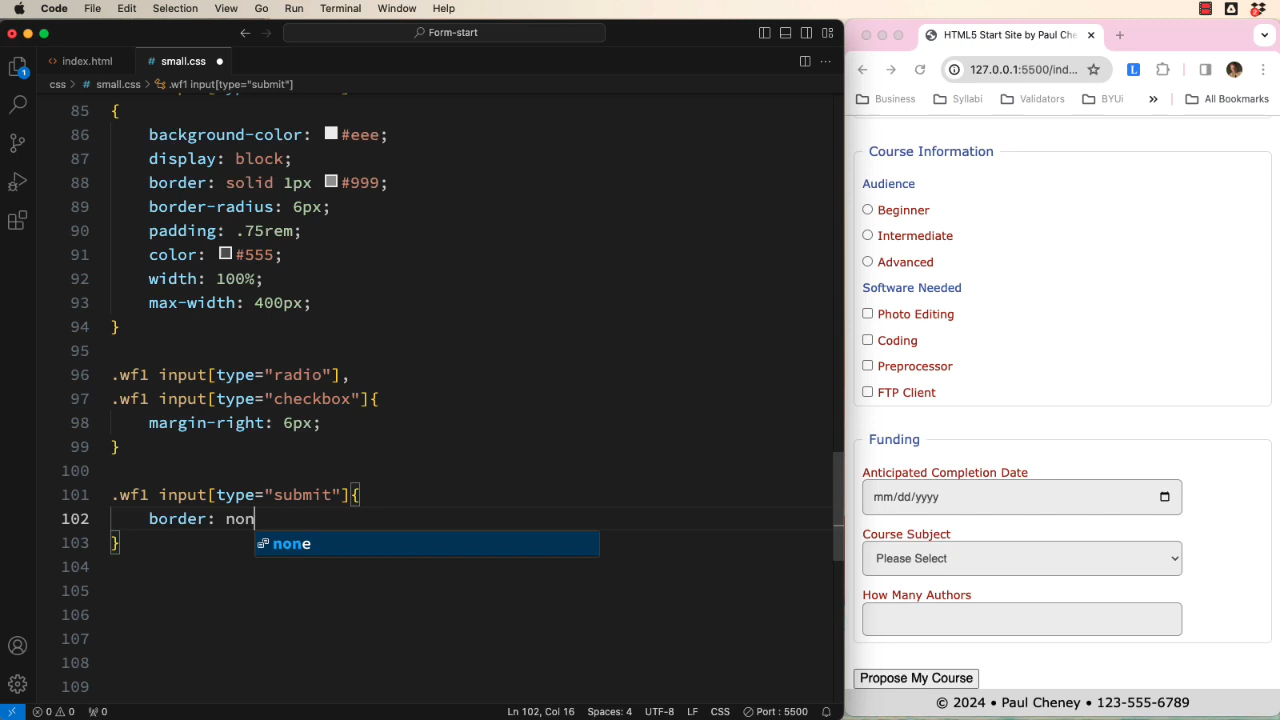 Code File Edit Selection View Go Run Terminal Window Help
Form-start
index.html
small.css
css > # small.css > .wf1 input[type="submit"]
85 {
86 background-color: #eee;
87 display: block;
88 border: solid 1px #999;
89 border-radius: 6px;
90 padding: .75rem;
91 color: #555;
92 width: 100%;
93 max-width: 400px;
94 }
95
96 .wf1 input[type="radio"],
97 .wf1 input[type="checkbox"]{
98 margin-right: 6px;
99 }
100
101 .wf1 input[type="submit"]{
102 border: non
none
103 }
104
105
106
107
108
109
1
0 0 0
Ln 102, Col 16 Spaces: 4 UTF-8 LF CSS Port : 5500
HTML5 Start Site by Paul Che
127.0.0.1:5500/ind...
Business Syllabi Validators BYUi » All Bookmarks
Course Information
Audience
Beginner
Intermediate
Advanced
Software Needed
Photo Editing
Coding
Preprocessor
FTP Client
Funding
Anticipated Completion Date
mm/dd/yyyy
Course Subject
Please Select
How Many Authors
Propose My Course
© 2024 • Paul Cheney • 123-555-6789